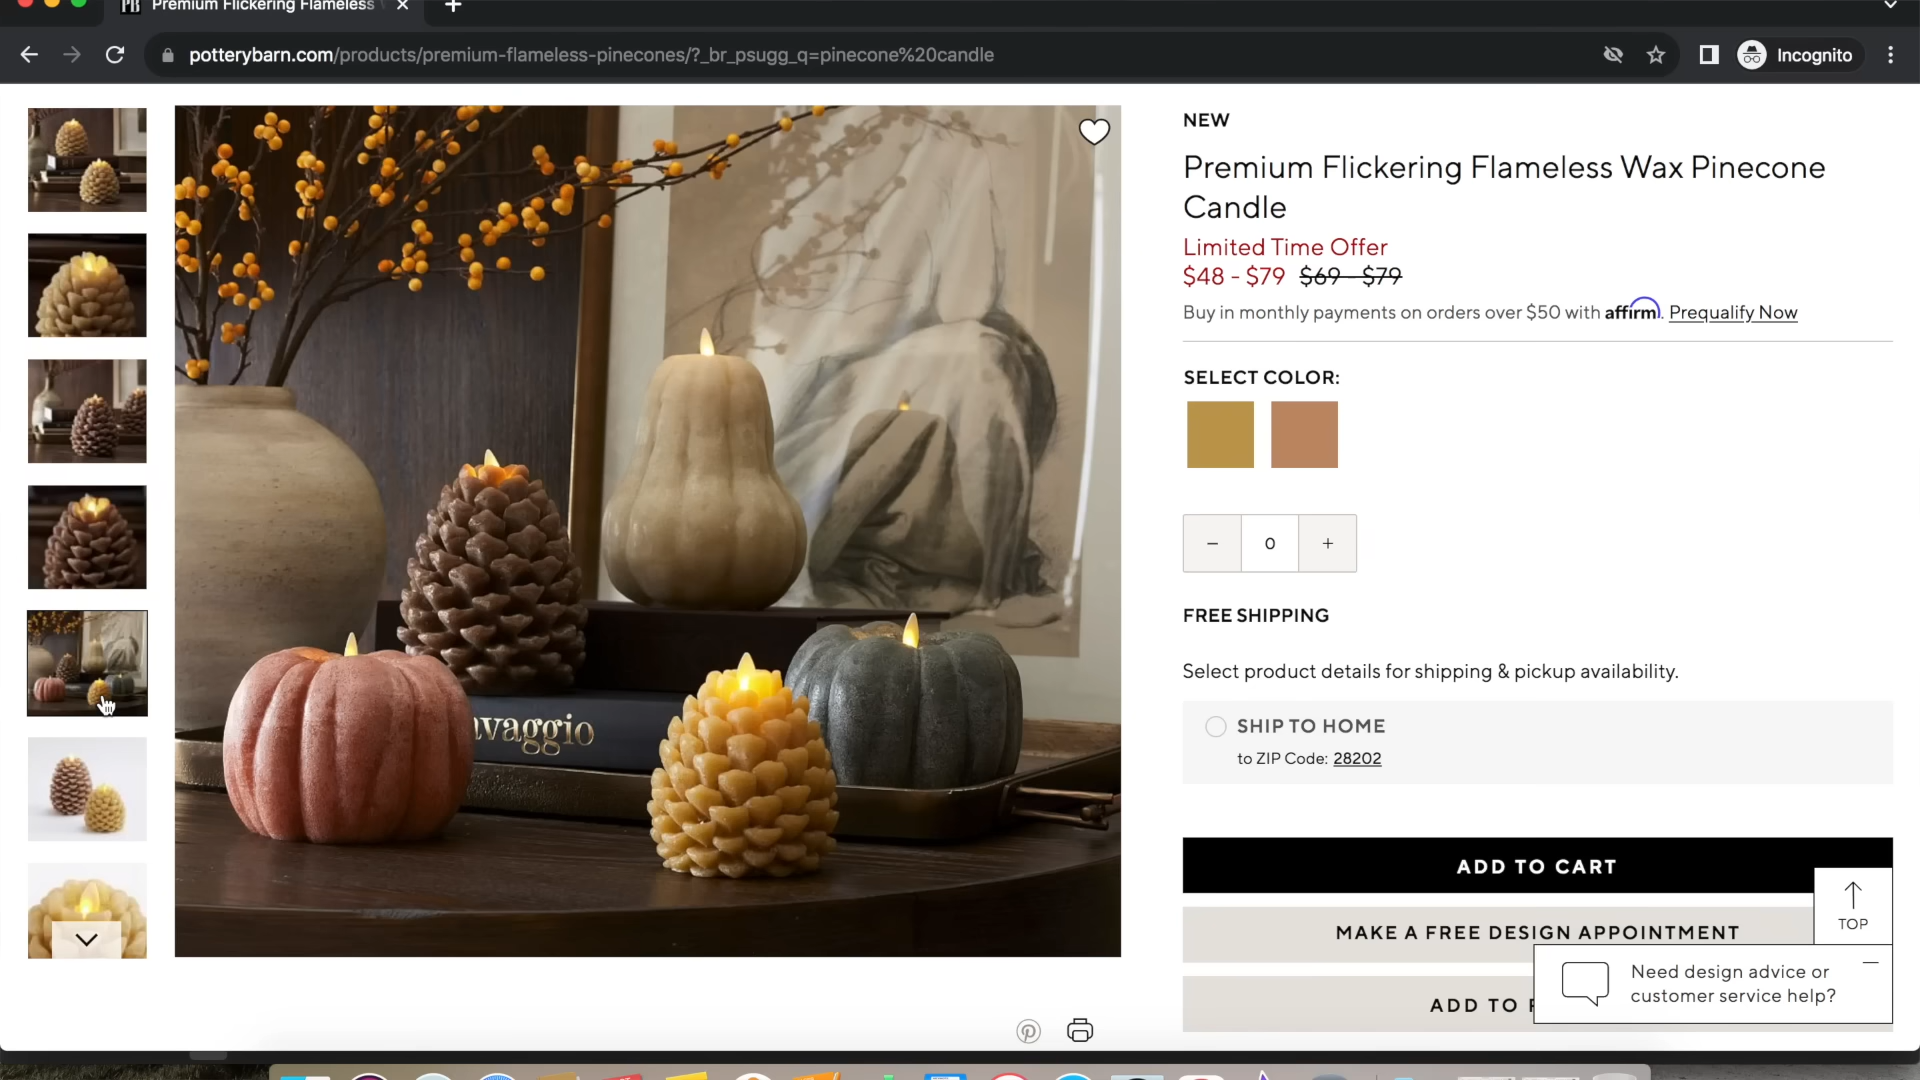 PB Premium Flickering Flameless
potterybarn.com/products/premium-flameless-pinecones/?_br_psugg_q=pinecone%20candle
Incognito
NEW
Premium Flickering Flameless Wax Pinecone
Candle
Limited Time Offer
$48 - $79 $69 - $79
Buy in monthly payments on orders over $50 with affirm. Prequalify Now
SELECT COLOR:
− 0 +
FREE SHIPPING
Select product details for shipping & pickup availability.
SHIP TO HOME
to ZIP Code: 28202
ADD TO CART
TOP
MAKE A FREE DESIGN APPOINTMENT
Need design advice or
customer service help?
ADD TO
avaggio